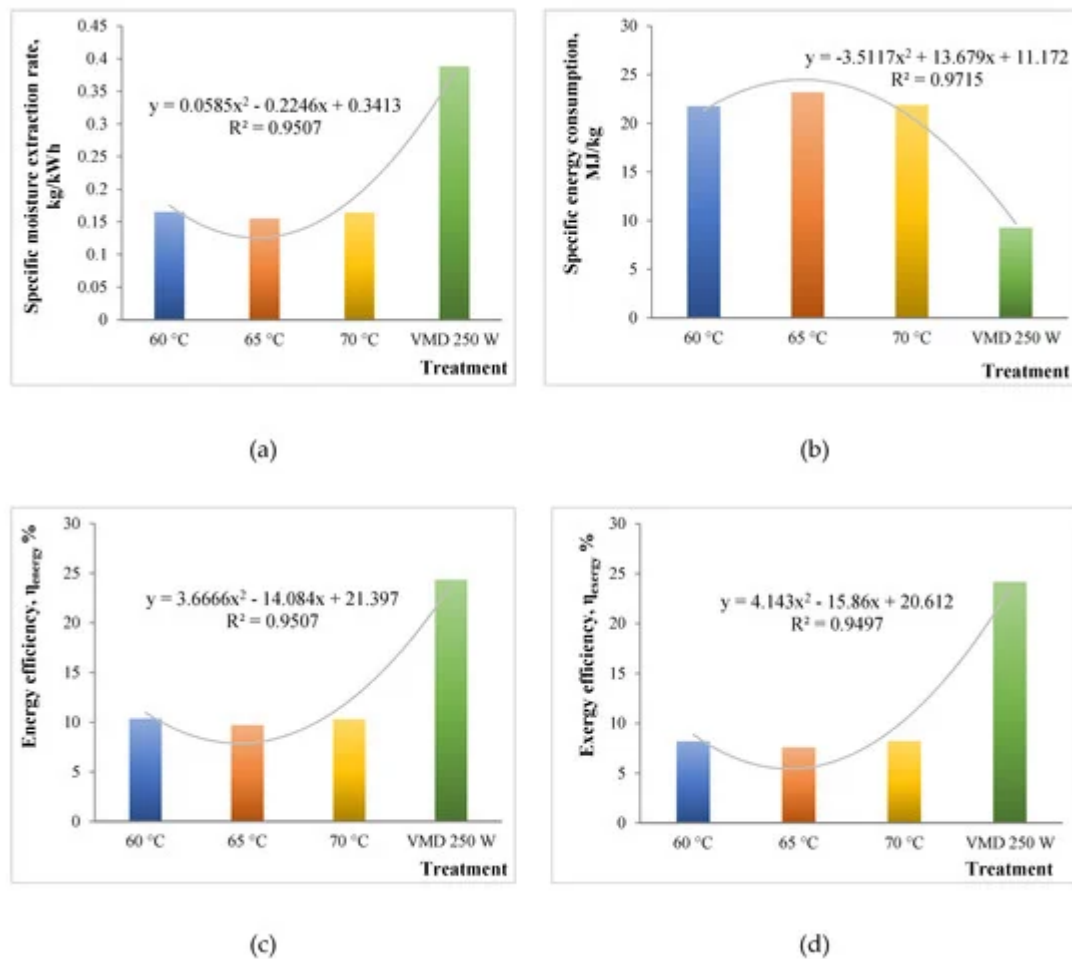 Specific moisture extraction rate,
kg/kWh
0.45
0.4
0.35
0.3
0.25
0.2
0.15
0.1
0.05
0
y = 0.0585x² - 0.2246x + 0.3413
R² = 0.9507
60 °C 65 °C 70 °C VMD 250 W
Treatment
(a)
Specific energy consumption,
MJ/kg
30
25
20
15
10
5
0
y = -3.5117x² + 13.679x + 11.172
R² = 0.9715
60 °C 65 °C 70 °C VMD 250 W
Treatment
(b)
Energy efficiency, ηenergy %
30
25
20
15
10
5
0
y = 3.6666x² - 14.084x + 21.397
R² = 0.9507
60 °C 65 °C 70 °C VMD 250 W
Treatment
(c)
Exergy efficiency, ηexergy %
30
25
20
15
10
5
0
y = 4.143x² - 15.86x + 20.612
R² = 0.9497
60 °C 65 °C 70 °C VMD 250 W
Treatment
(d)